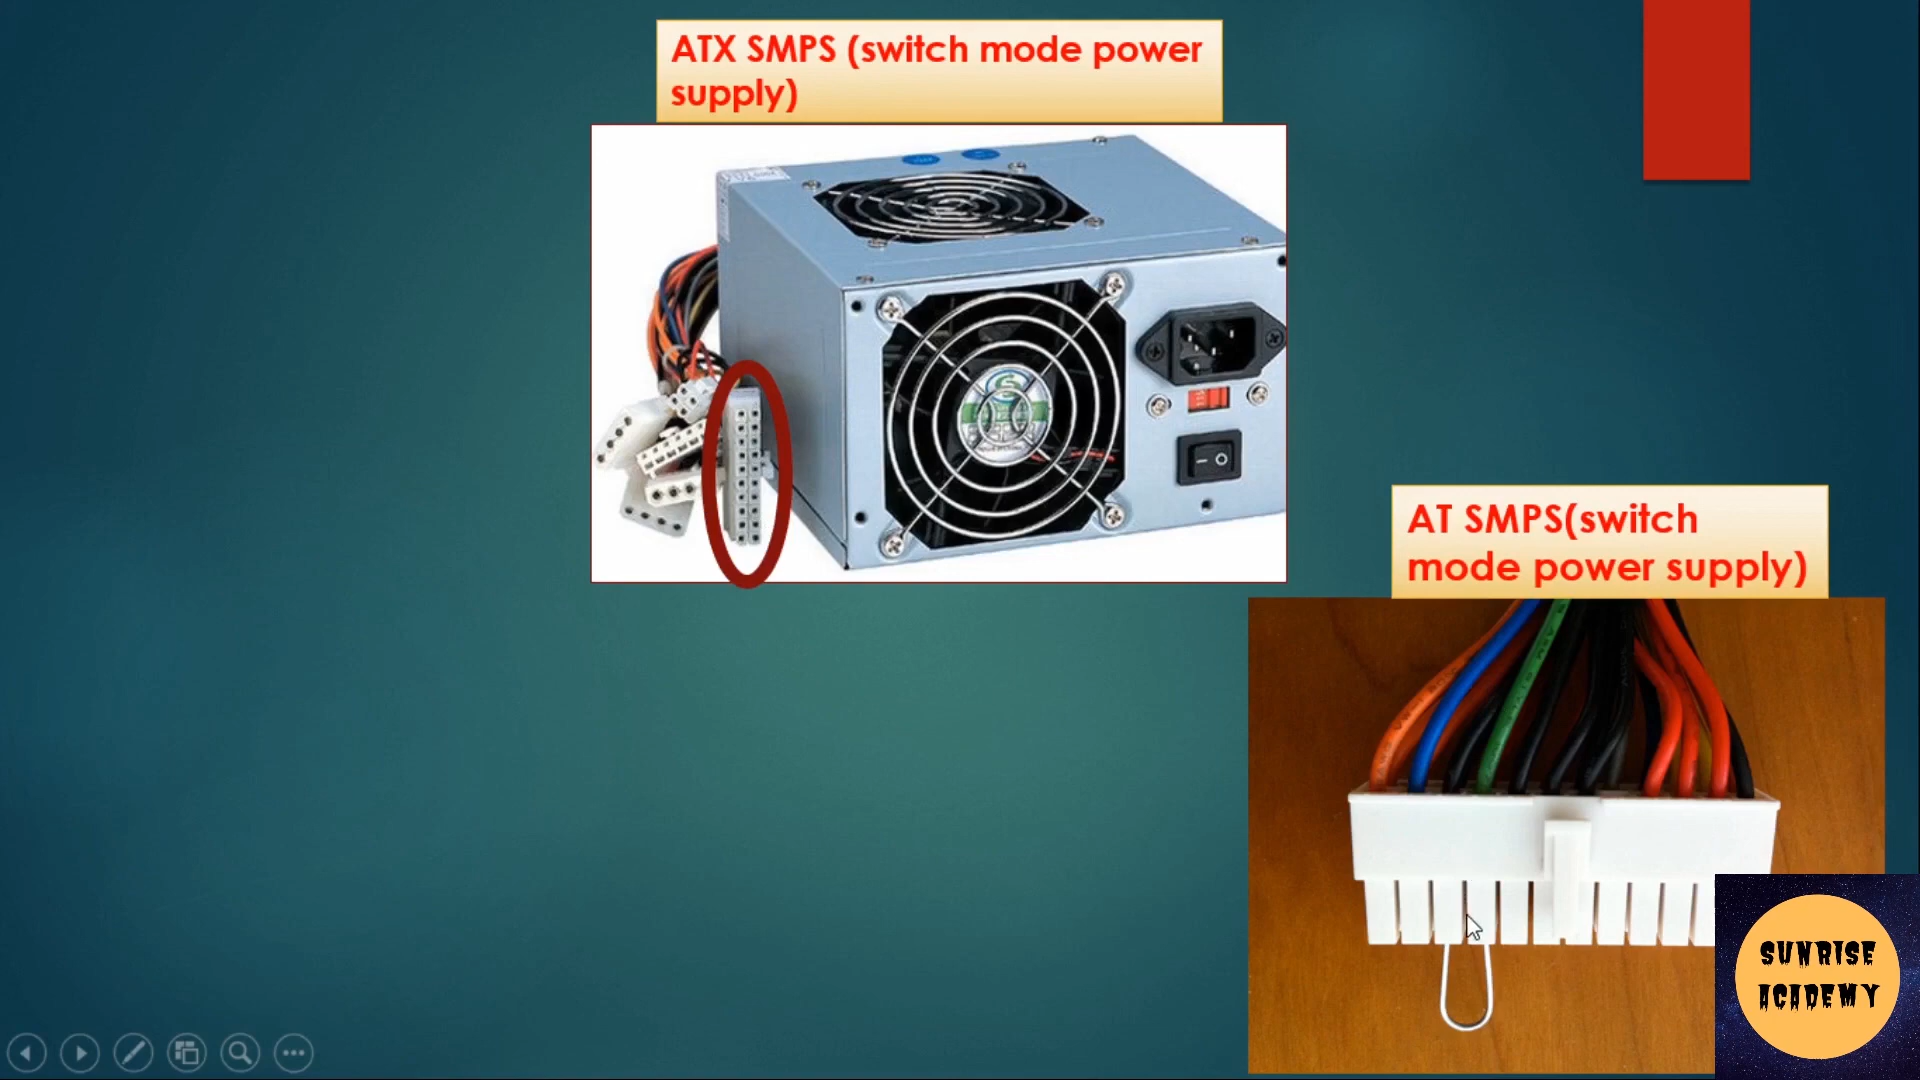 ATX SMPS (switch mode power
supply)
AT SMPS(switch
mode power supply)
SUNRISE
ACADEMY